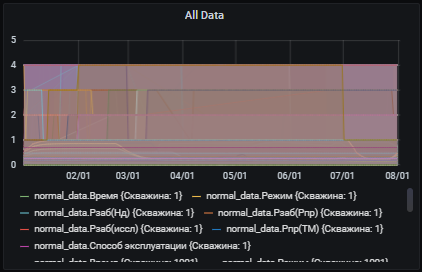 All Data
5
4
3
2
1
0
02/01 03/01 04/01 05/01 06/01 07/01 08/01
normal_data.Время {Скважина: 1} normal_data.Режим {Скважина: 1}
normal_data.Рзаб(Нд) {Скважина: 1} normal_data.Рзаб(Рпр) {Скважина: 1}
normal_data.Рзаб(иссл) {Скважина: 1} normal_data.Рпр(ТМ) {Скважина: 1}
normal_data.Способ эксплуатации {Скважина: 1}